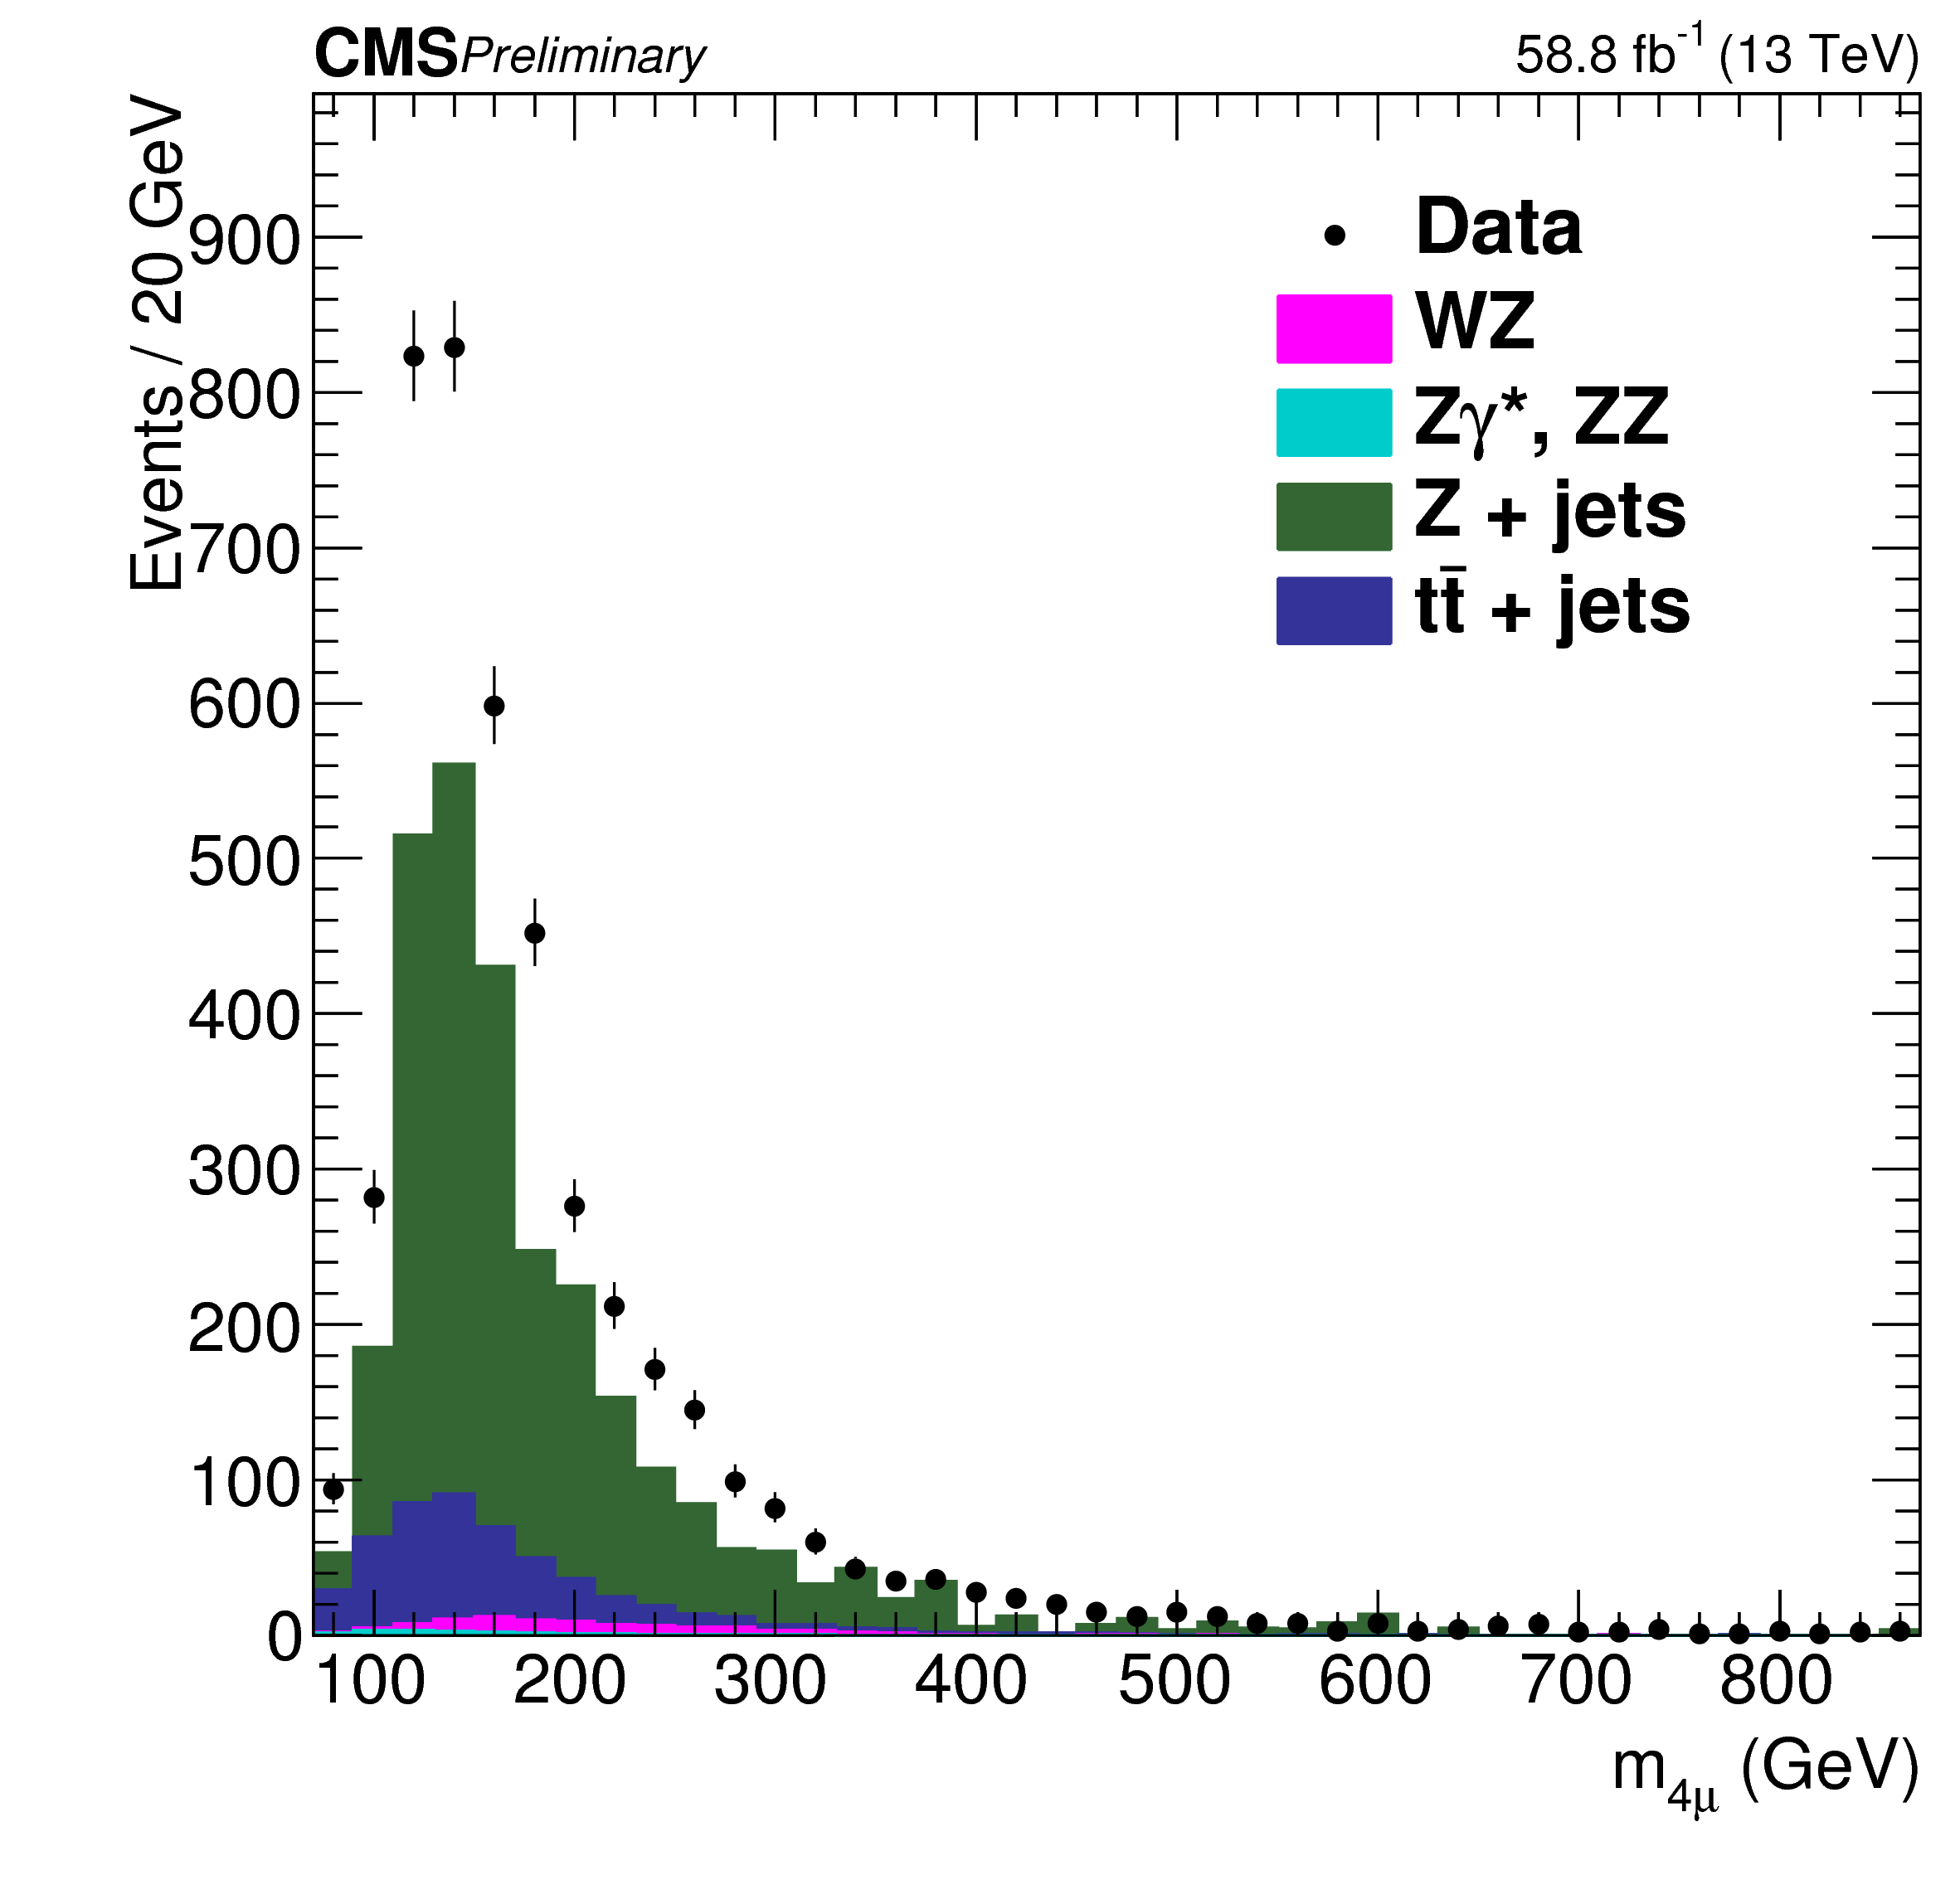 CMS Preliminary 58.8 fb⁻¹ (13 TeV)
Events / 20 GeV
900
800
700
600
500
400
300
200
100
0
Data
WZ
Zγ*, ZZ
Z + jets
tt̄ + jets
100 200 300 400 500 600 700 800
m₄μ (GeV)